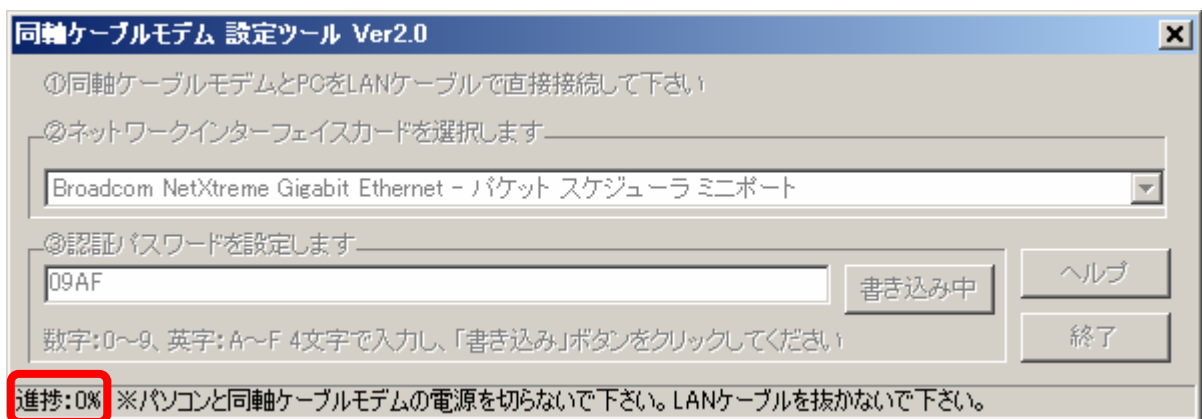 同軸ケーブルモデム 設定ツール Ver2.0
①同軸ケーブルモデムとPCをLANケーブルで直接接続して下さい
②ネットワークインターフェイスカードを選択します
Broadcom NetXtreme Gigabit Ethernet - パケット スケジューラ ミニポート
③認証パスワードを設定します
09AF
書き込み中
ヘルプ
数字:0～9、英字:A～F 4文字で入力し、「書き込み」ボタンをクリックしてください
終了
進捗:0% ※パソコンと同軸ケーブルモデムの電源を切らないで下さい。LANケーブルを抜かないで下さい。